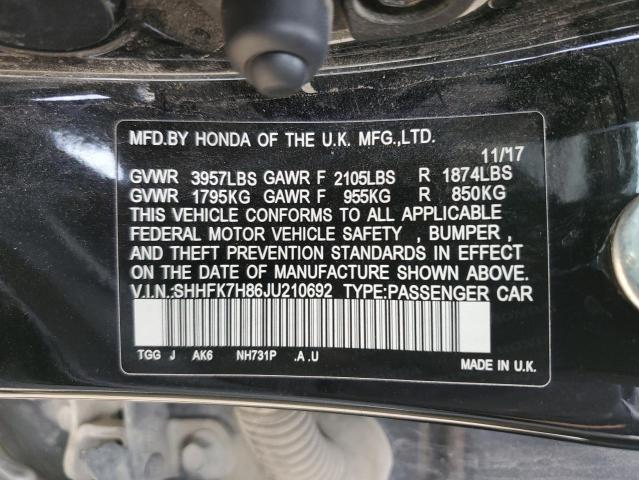 MFD.BY HONDA OF THE U.K. MFG.,LTD.
11/17
GVWR 3957LBS GAWR F 2105LBS R 1874LBS
GVWR 1795KG GAWR F 955KG R 850KG
THIS VEHICLE CONFORMS TO ALL APPLICABLE
FEDERAL MOTOR VEHICLE SAFETY , BUMPER ,
AND THEFT PREVENTION STANDARDS IN EFFECT
ON THE DATE OF MANUFACTURE SHOWN ABOVE.
V.I.N.:SHHFK7H86JU210692 TYPE:PASSENGER CAR
TGG J AK6 NH731P .A .U
MADE IN U.K.